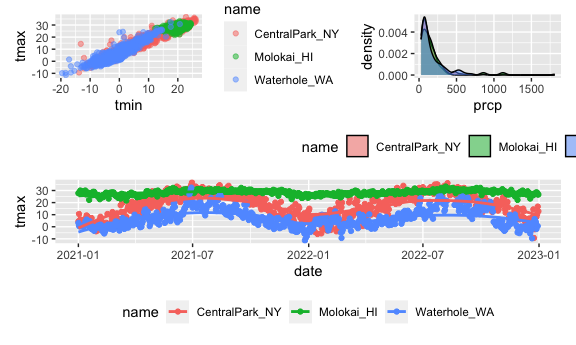 name
tmax
30
20
10
0
-10
-20 -10 0 10 20
tmin
CentralPark_NY
Molokai_HI
Waterhole_WA
density
0.004
0.002
0.000
0 500 1000 1500
prcp
name CentralPark_NY Molokai_HI
tmax
30
20
10
0
-10
2021-01 2021-07 2022-01 2022-07 2023-01
date
name CentralPark_NY Molokai_HI Waterhole_WA